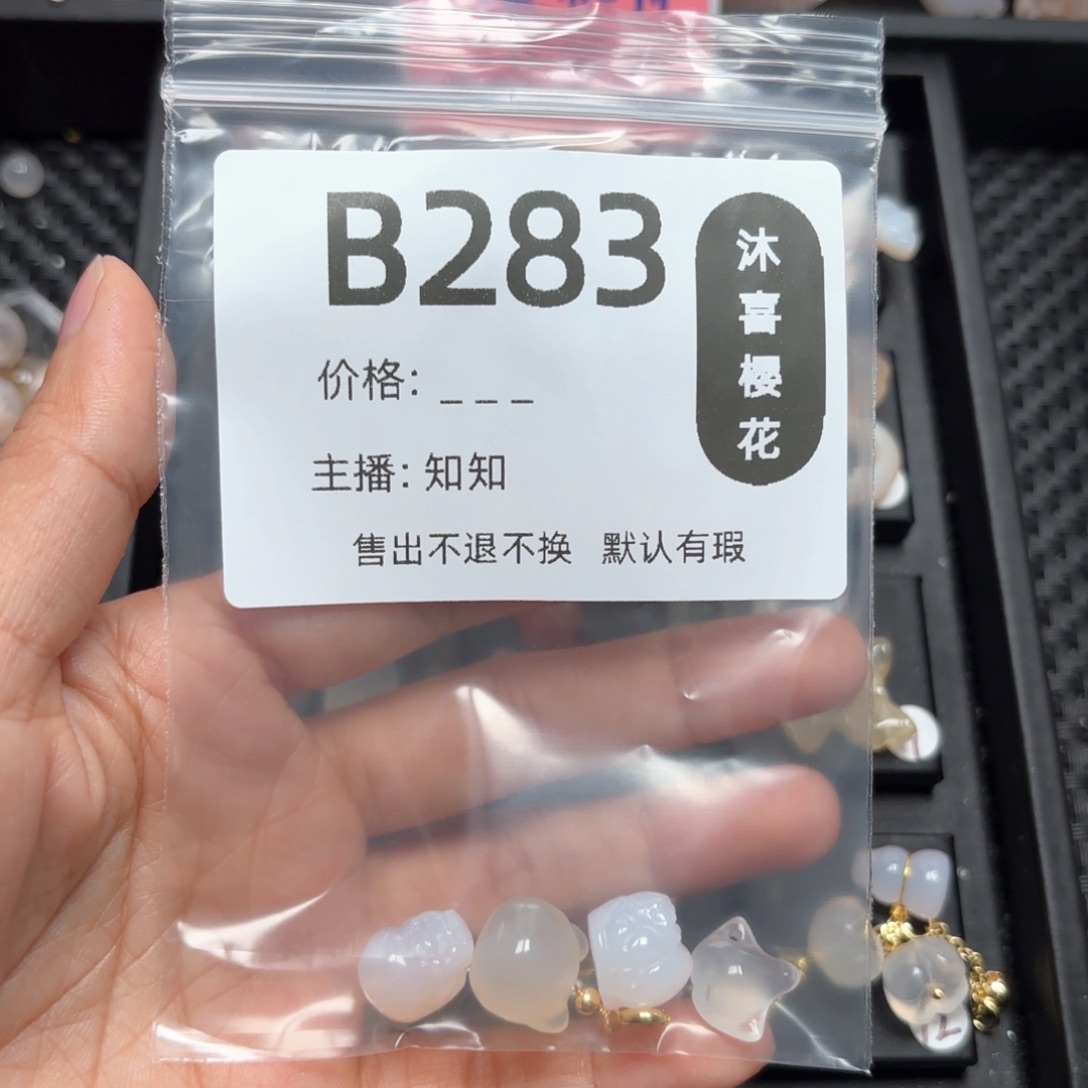 B283
沐喜樱花
价格: _ _ _
主播: 知知
售出不退不换 默认有瑕